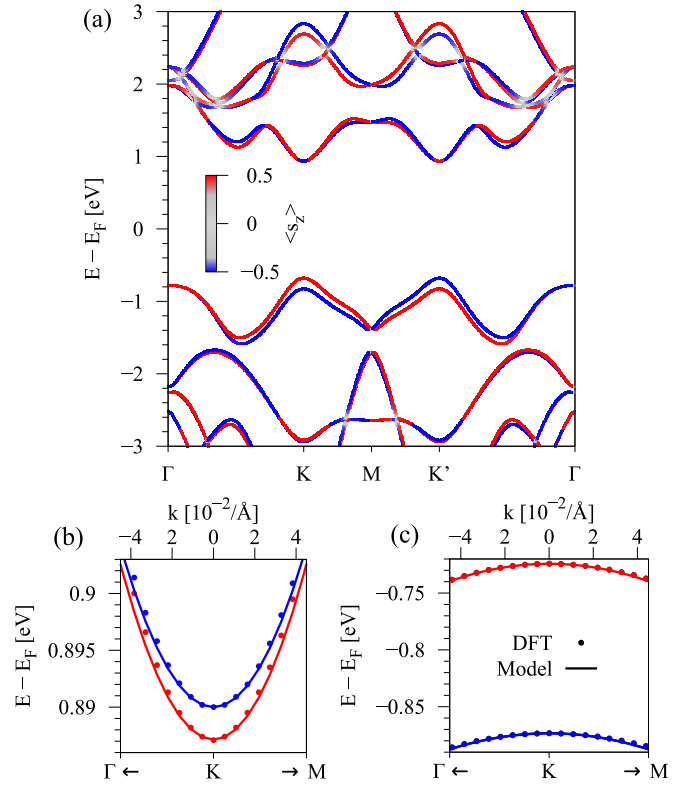 (a)
3
2
1
0
−1
−2
−3
E − E_F [eV]
0.5
0
−0.5
<s_z>
Γ K M K’ Γ
k [10⁻²/Å]
(b)
−4 2 0 2 4
0.9
0.895
0.89
E − E_F [eV]
Γ ← K → M
k [10⁻²/Å]
(c)
−4 2 0 2 4
−0.75
−0.8
−0.85
E − E_F [eV]
DFT
Model
Γ ← K → M